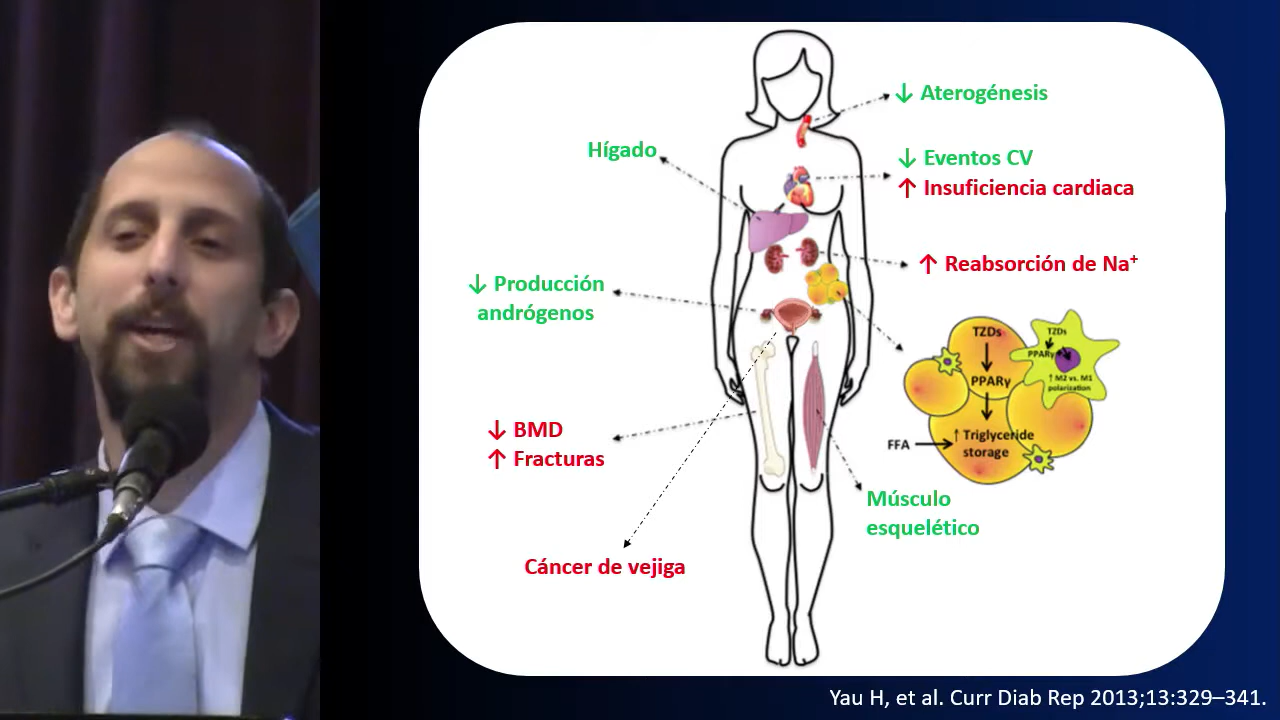 ↓ Aterogénesis
Hígado
↓ Eventos CV
↑ Insuficiencia cardiaca
↑ Reabsorción de Na⁺
↓ Producción
andrógenos
TZDs
PPARγ
↑ Triglyceride
storage
FFA
TZDs
PPARγ
↑ M2 vs. M1
polarization
↓ BMD
↑ Fracturas
Músculo
esquelético
Cáncer de vejiga
Yau H, et al. Curr Diab Rep 2013;13:329–341.